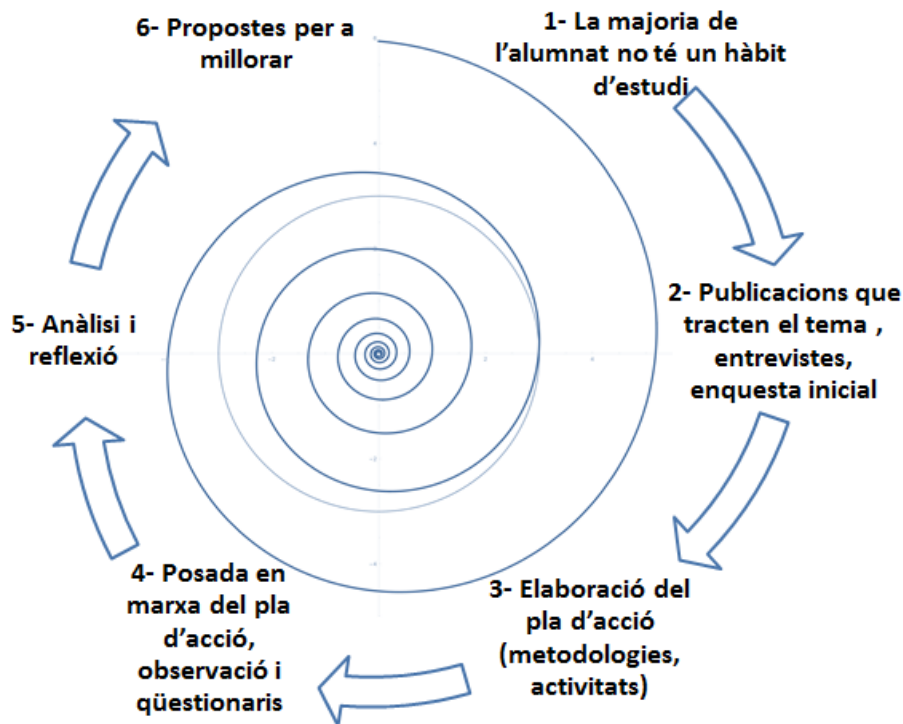 1- La majoria de
l'alumnat no té un hàbit
d'estudi
2- Publicacions que
tracten el tema ,
entrevistes,
enquesta inicial
3- Elaboració del
pla d'acció
(metodologies,
activitats)
4- Posada en
marxa del pla
d'acció,
observació i
qüestionaris
5- Anàlisi i
reflexió
6- Propostes per a
millorar